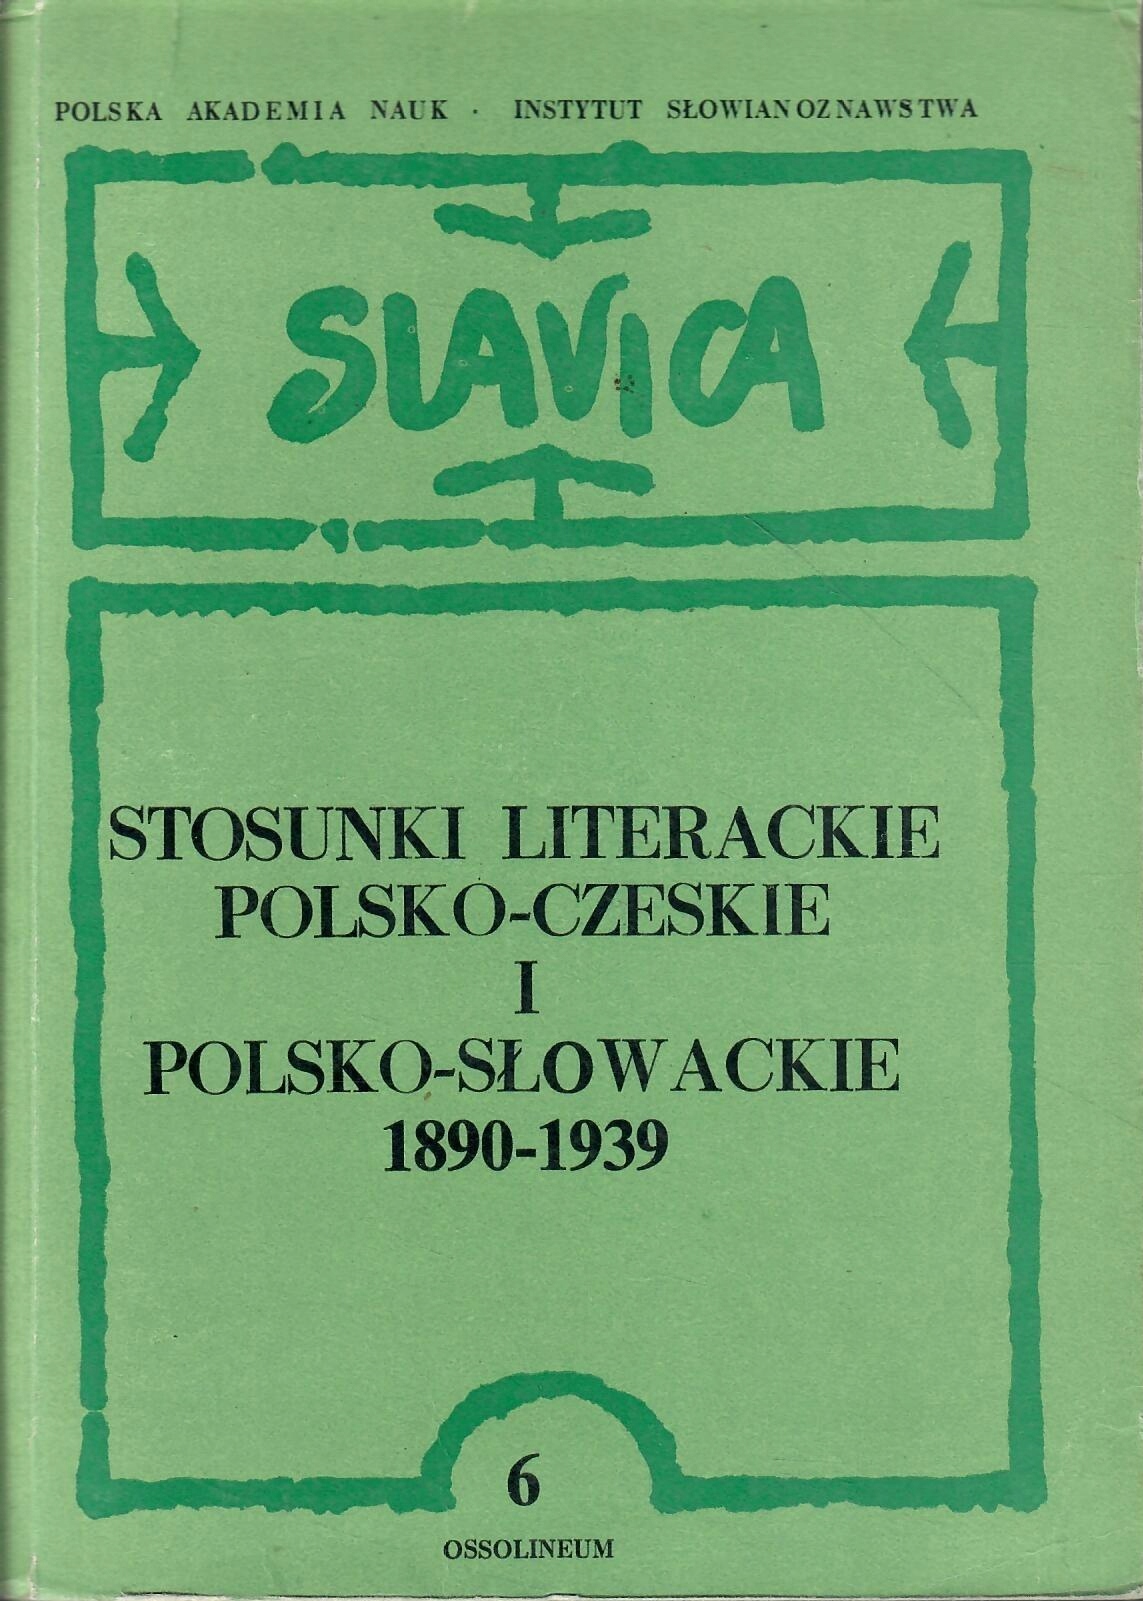 POLSKA AKADEMIA NAUK · INSTYTUT SŁOWIANOZNAWSTWA
SLAVICA
STOSUNKI LITERACKIE
POLSKO-CZESKIE
I
POLSKO-SŁOWACKIE
1890-1939
6
OSSOLINEUM